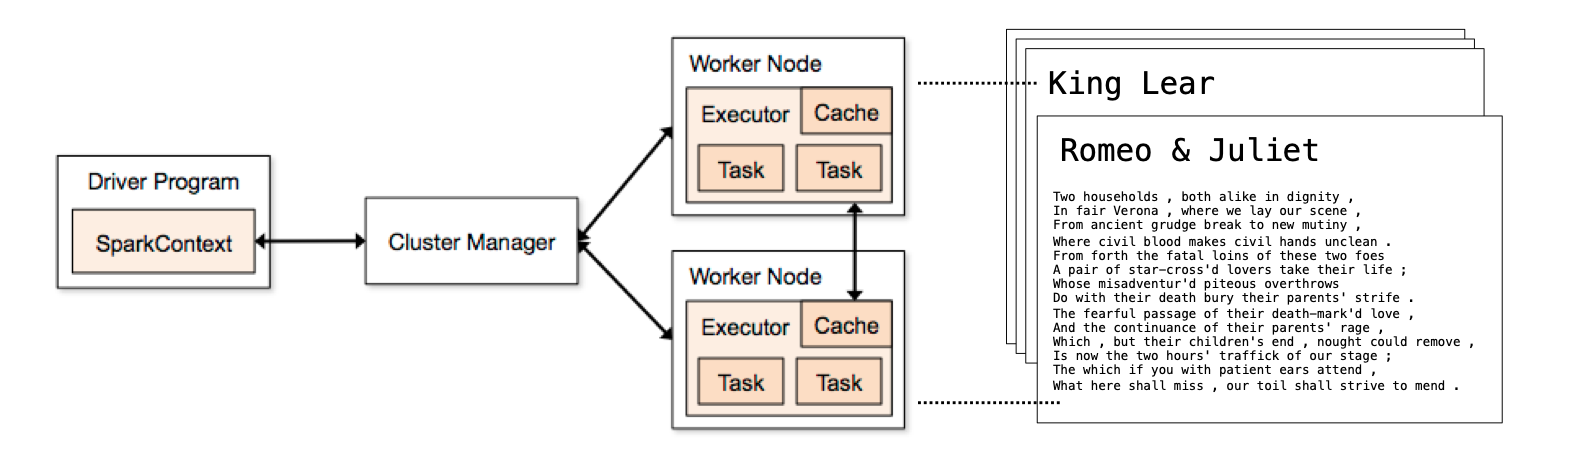 Driver Program
SparkContext
Cluster Manager
Worker Node
Executor
Cache
Task
Task
Worker Node
Executor
Cache
Task
Task
King Lear
Romeo & Juliet
Two households , both alike in dignity ,
In fair Verona , where we lay our scene ,
From ancient grudge break to new mutiny ,
Where civil blood makes civil hands unclean .
From forth the fatal loins of these two foes
A pair of star-cross'd lovers take their life ;
Whose misadventur'd piteous overthrows
Do with their death bury their parents' strife .
The fearful passage of their death-mark'd love ,
And the continuance of their parents' rage ,
Which , but their children's end , nought could remove ,
Is now the two hours' traffick of our stage ;
The which if you with patient ears attend ,
What here shall miss , our toil shall strive to mend .